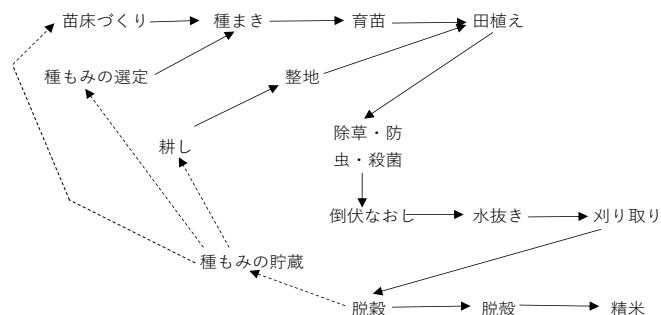 苗床づくり
種まき
育苗
田植え
種もみの選定
整地
除草・防
虫・殺菌
耕し
倒伏なおし
水抜き
刈り取り
種もみの貯蔵
脱穀
脱殻
精米